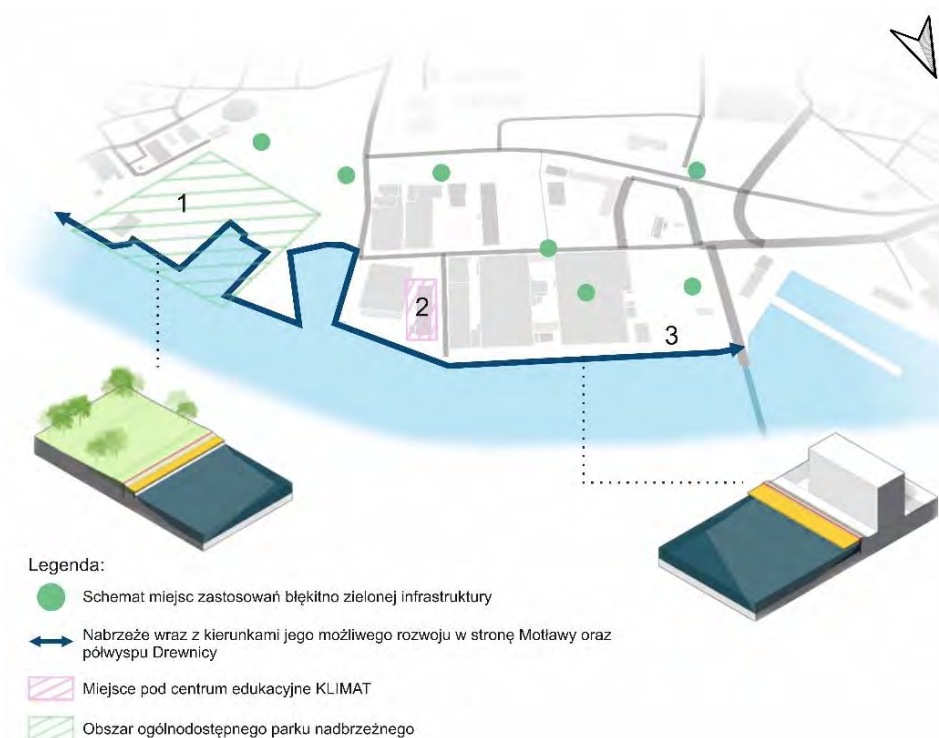 1
2
3
Legenda:
Schemat miejsc zastosowań błękitno zielonej infrastruktury
Nabrzeże wraz z kierunkami jego możliwego rozwoju w stronę Motławy oraz
półwyspu Drewnicy
Miejsce pod centrum edukacyjne KLIMAT
Obszar ogólnodostępnego parku nadbrzeżnego